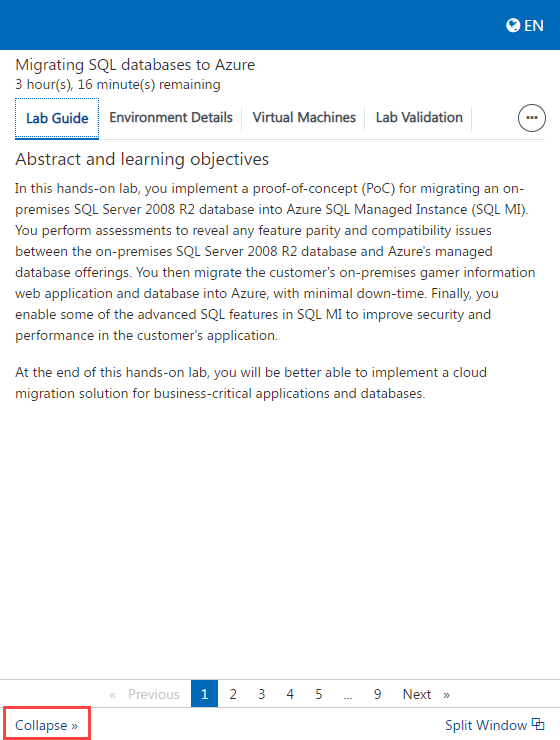 EN
Migrating SQL databases to Azure
3 hour(s), 16 minute(s) remaining
Lab Guide Environment Details Virtual Machines Lab Validation
Abstract and learning objectives
In this hands-on lab, you implement a proof-of-concept (PoC) for migrating an on-
premises SQL Server 2008 R2 database into Azure SQL Managed Instance (SQL MI).
You perform assessments to reveal any feature parity and compatibility issues
between the on-premises SQL Server 2008 R2 database and Azure's managed
database offerings. You then migrate the customer's on-premises gamer information
web application and database into Azure, with minimal down-time. Finally, you
enable some of the advanced SQL features in SQL MI to improve security and
performance in the customer's application.
At the end of this hands-on lab, you will be better able to implement a cloud
migration solution for business-critical applications and databases.
« Previous 1 2 3 4 5 ... 9 Next »
Collapse » Split Window